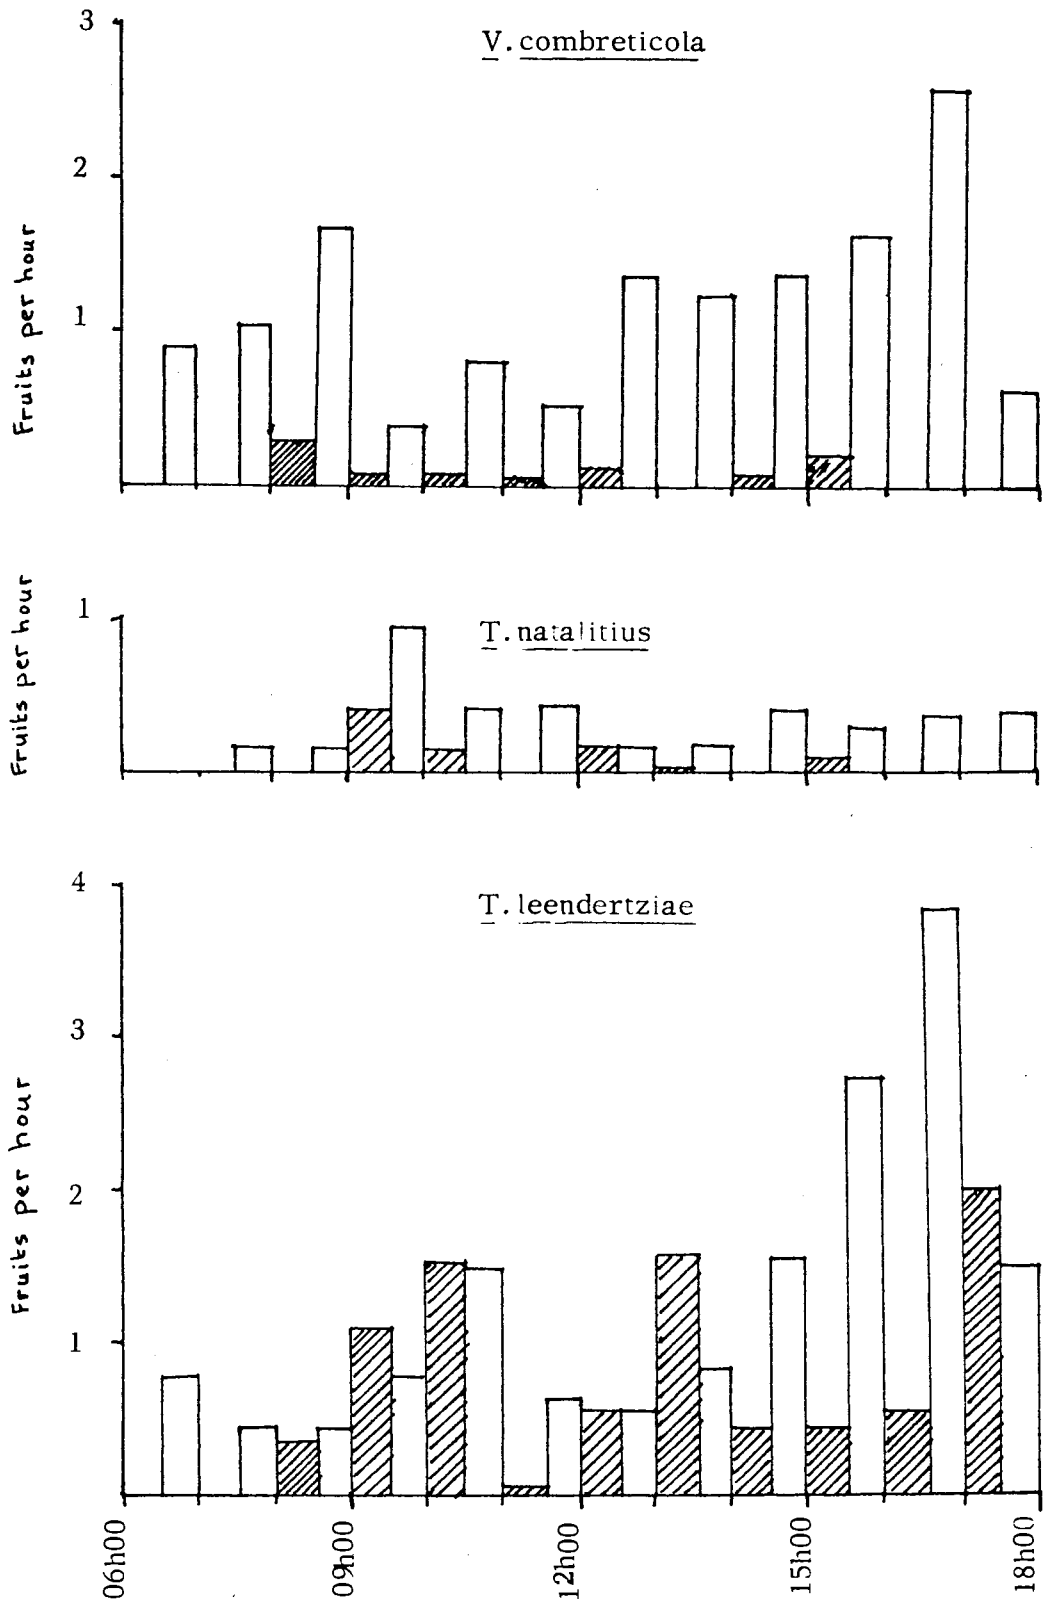 3
V. combreticola
2
1
Fruits per hour
1
T. natalitius
Fruits per hour
4
T. leendertziae
3
2
1
Fruits per hour
06h00
09h00
12h00
15h00
18h00